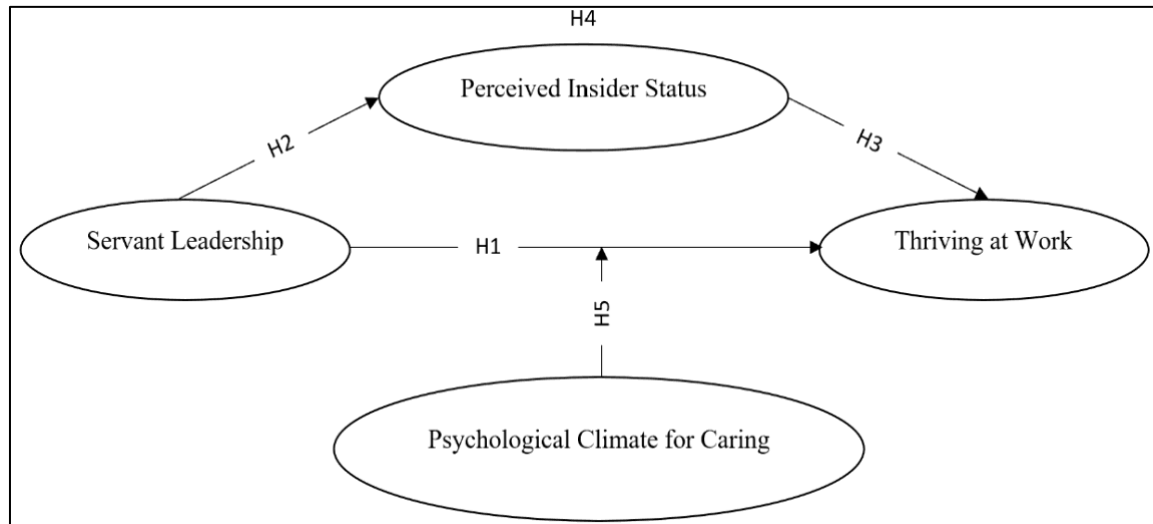 H4
Perceived Insider Status
H2
H3
Servant Leadership
H1
Thriving at Work
H5
Psychological Climate for Caring